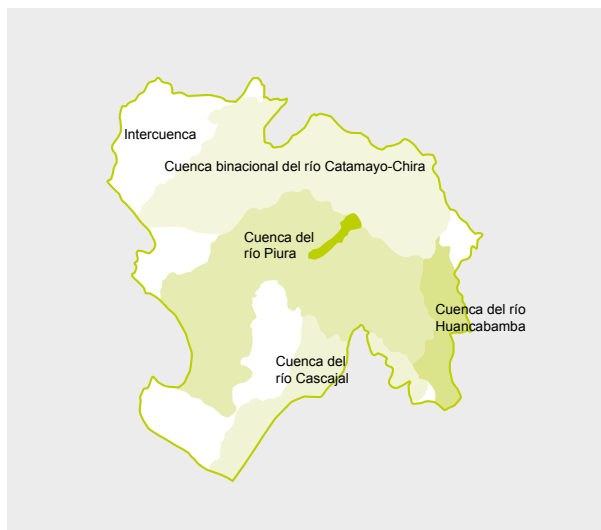 Intercuenca
Cuenca binacional del río Catamayo-Chira
Cuenca del
río Piura
Cuenca del río
Huancabamba
Cuenca del
río Cascajal